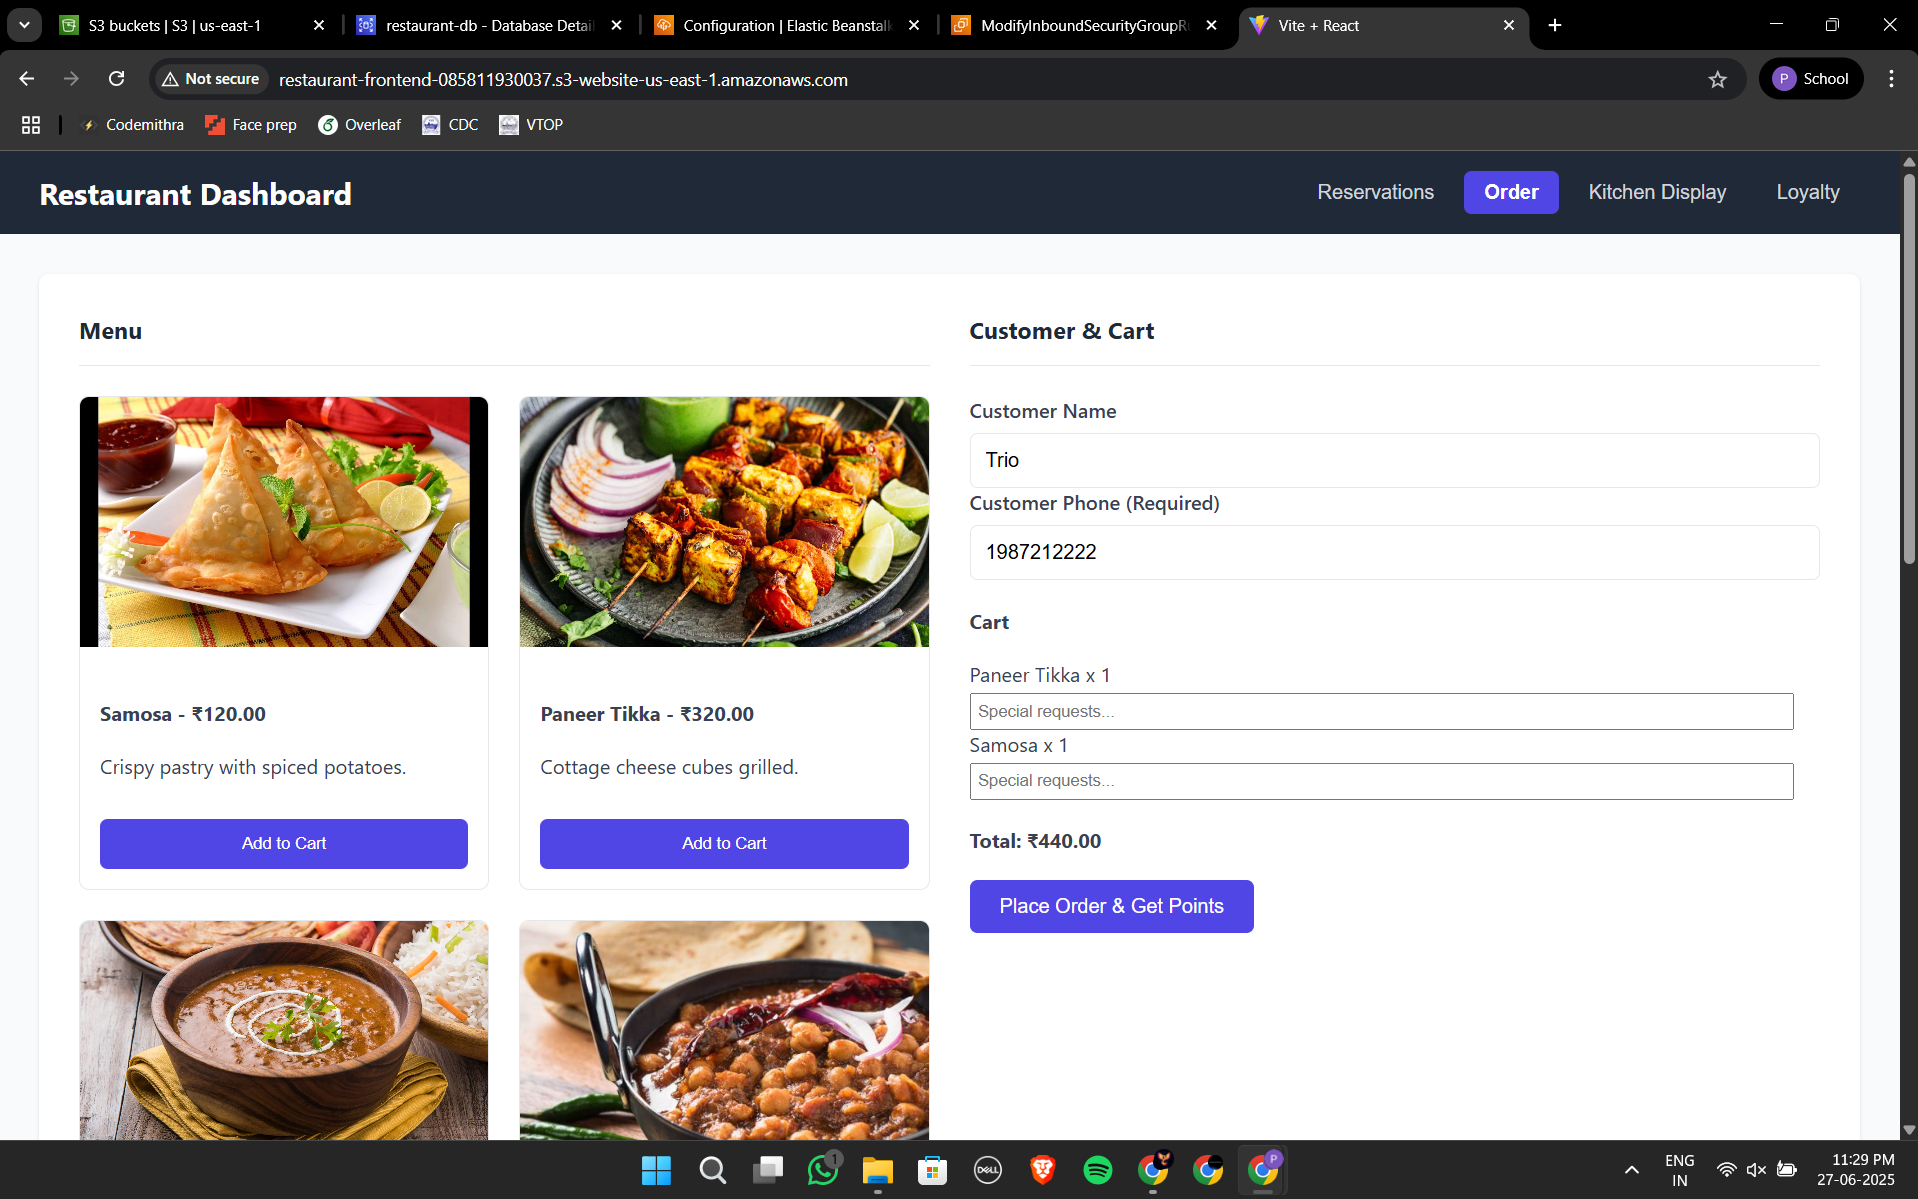 S3 buckets | S3 | us-east-1
restaurant-db - Database Detail
Configuration | Elastic Beanstalk
ModifyInboundSecurityGroupRu
Vite + React
Not secure
restaurant-frontend-085811930037.s3-website-us-east-1.amazonaws.com
P School
Codemithra
Face prep
Overleaf
CDC
VTOP
Restaurant Dashboard
Reservations
Order
Kitchen Display
Loyalty
Menu
Samosa - ₹120.00
Crispy pastry with spiced potatoes.
Add to Cart
Paneer Tikka - ₹320.00
Cottage cheese cubes grilled.
Add to Cart
Customer & Cart
Customer Name
Trio
Customer Phone (Required)
1987212222
Cart
Paneer Tikka x 1
Special requests...
Samosa x 1
Special requests...
Total: ₹440.00
Place Order & Get Points
1
DELL
P
ENG
IN
11:29 PM
27-06-2025